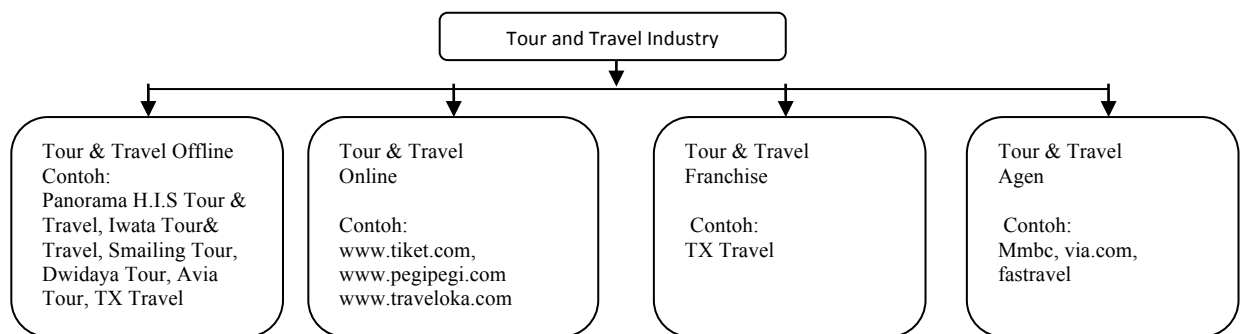 Tour and Travel Industry
Tour & Travel Offline
Contoh:
Panorama H.I.S Tour &
Travel, Iwata Tour&
Travel, Smailing Tour,
Dwidaya Tour, Avia
Tour, TX Travel
Tour & Travel
Online
Contoh:
www.tiket.com,
www.pegipegi.com
www.traveloka.com
Tour & Travel
Franchise
Contoh:
TX Travel
Tour & Travel
Agen
Contoh:
Mmbc, via.com,
fastravel